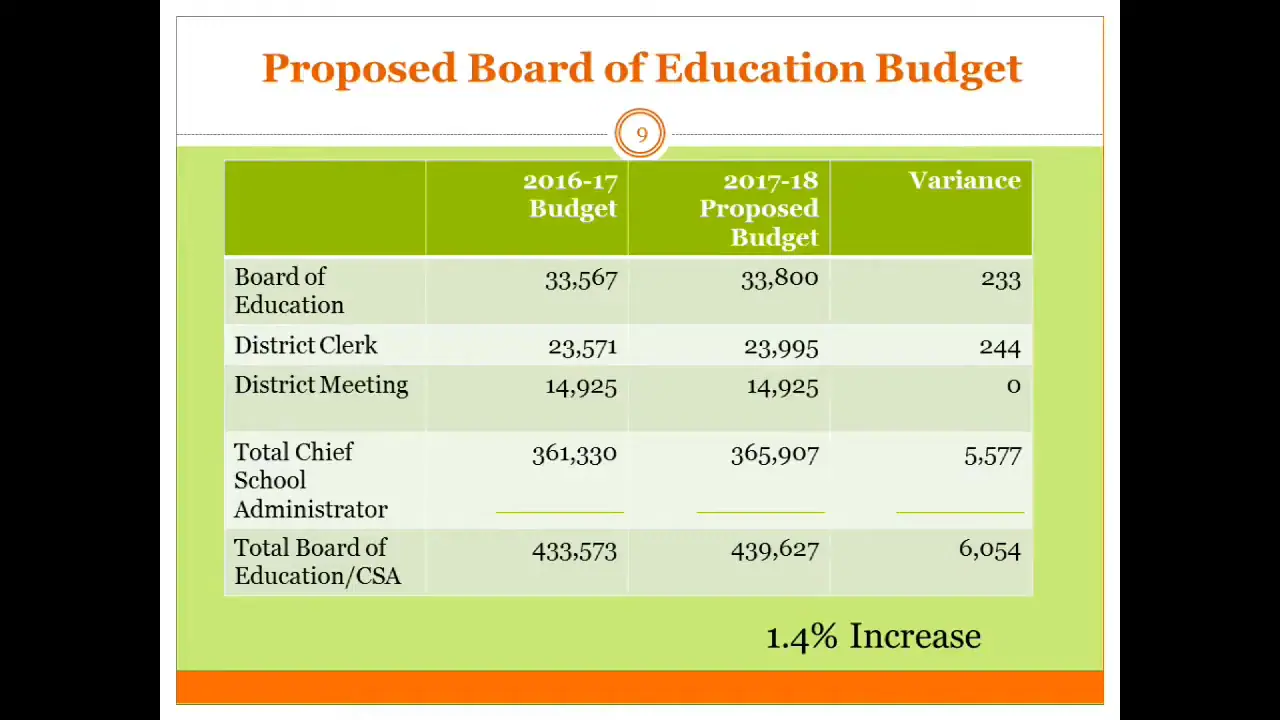 Proposed Board of Education Budget
9
2016-17 Budget 2017-18 Proposed Budget Variance
Board of Education 33,567 33,800 233
District Clerk 23,571 23,995 244
District Meeting 14,925 14,925 0
Total Chief School Administrator 361,330 365,907 5,577
Total Board of Education/CSA 433,573 439,627 6,054
1.4% Increase